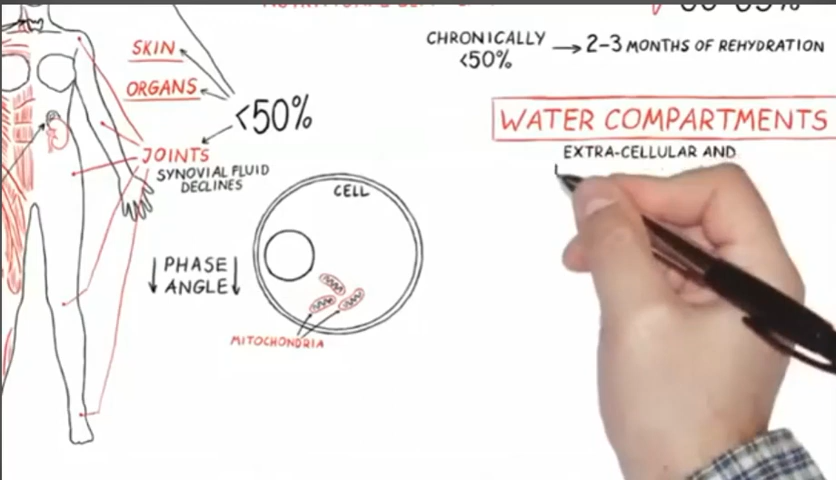 CHRONICALLY
<50%
2-3 MONTHS OF REHYDRATION
SKIN
ORGANS
<50%
JOINTS
SYNOVIAL FLUID
DECLINES
WATER COMPARTMENTS
EXTRA-CELLULAR AND
CELL
PHASE
ANGLE
MITOCHONDRIA